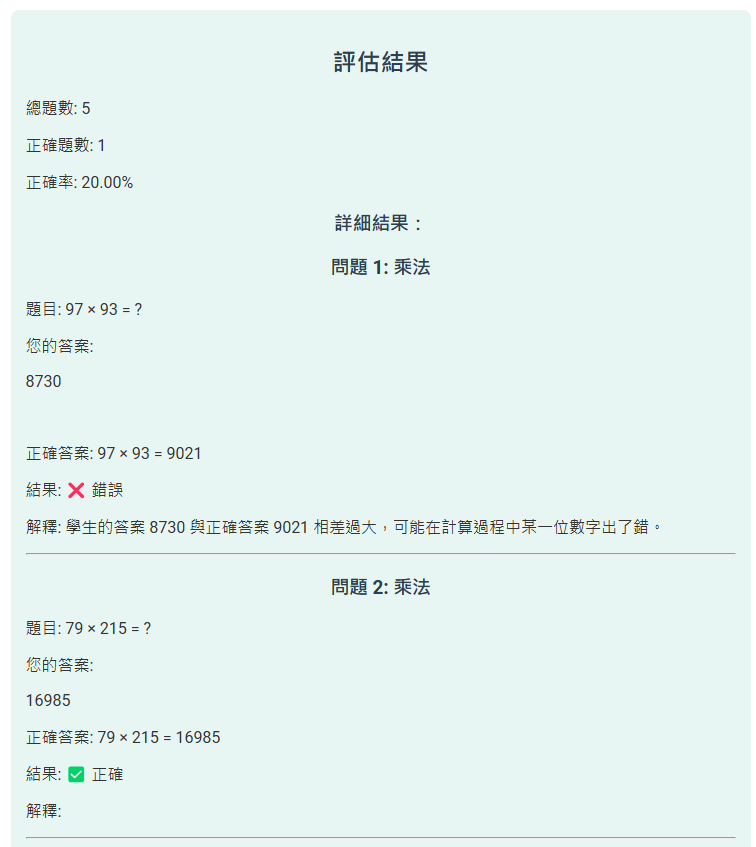 評估結果
總題數: 5
正確題數: 1
正確率: 20.00%
詳細結果：
問題 1: 乘法
題目: 97 × 93 = ?
您的答案:
8730
正確答案: 97 × 93 = 9021
結果: ❌ 錯誤
解釋: 學生的答案 8730 與正確答案 9021 相差過大，可能在計算過程中某一位數字出了錯。
問題 2: 乘法
題目: 79 × 215 = ?
您的答案:
16985
正確答案: 79 × 215 = 16985
結果: ✅ 正確
解釋: